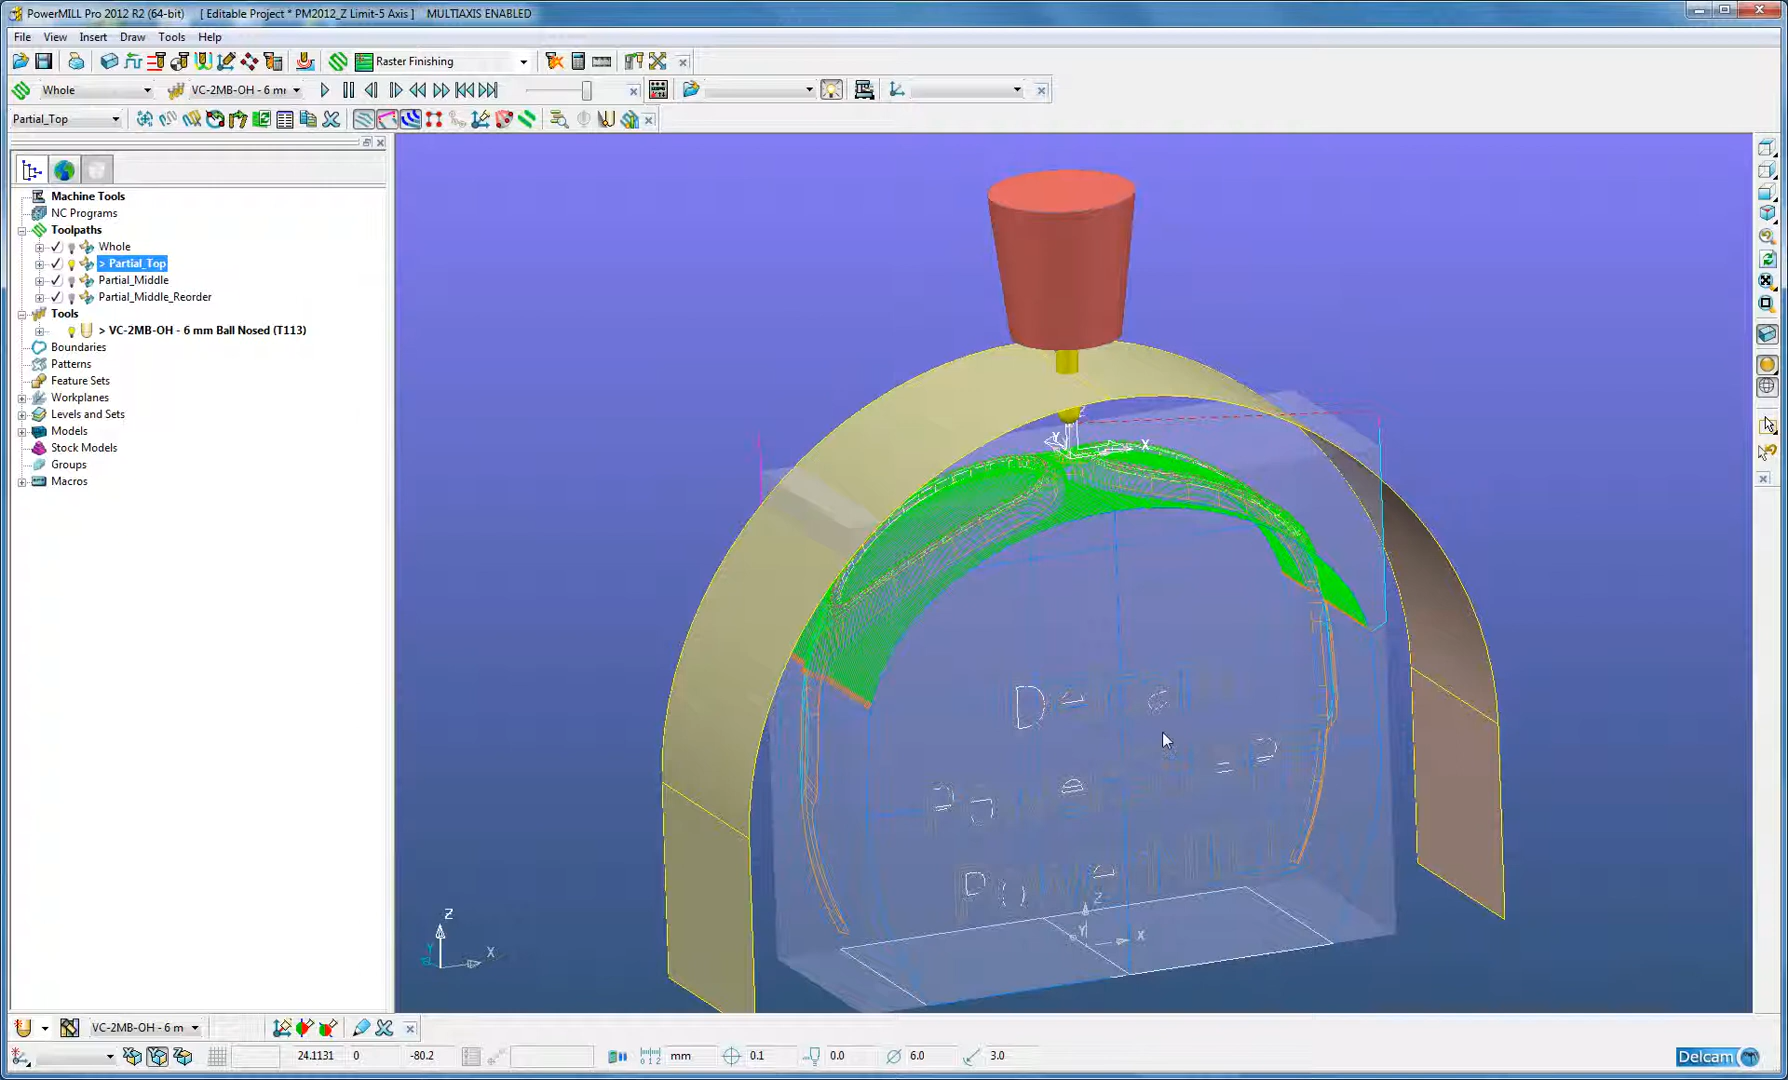 PowerMILL Pro 2012 R2 (64-bit) [ Editable Project * PM2012_Z Limit-5 Axis ] MULTIAXIS ENABLED
File View Insert Draw Tools Help
Raster Finishing
Whole VC-2MB-OH - 6 mr
Partial_Top
Machine Tools
NC Programs
Toolpaths
Whole
> Partial_Top
Partial_Middle
Partial_Middle_Reorder
Tools
> VC-2MB-OH - 6 mm Ball Nosed (T113)
Boundaries
Patterns
Feature Sets
Workplanes
Levels and Sets
Models
Stock Models
Groups
Macros
Y X
Z
Y X
Z
Y X
VC-2MB-OH - 6 m
24.1131 0 -80.2 mm 0.1 0.0 6.0 3.0
Delcam